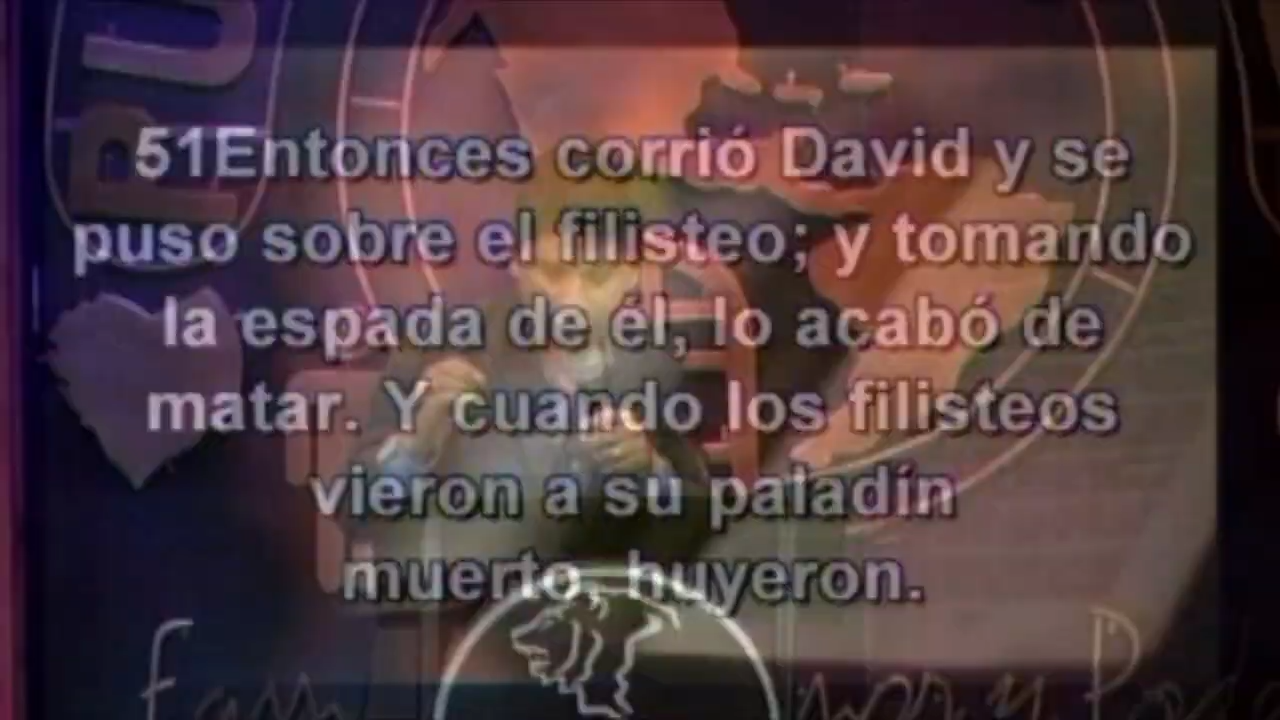 51Entonces corrió David y se
puso sobre el filisteo; y tomando
la espada de él, lo acabó de
matar. Y cuando los filisteos
vieron a su paladín
muerto, huyeron.